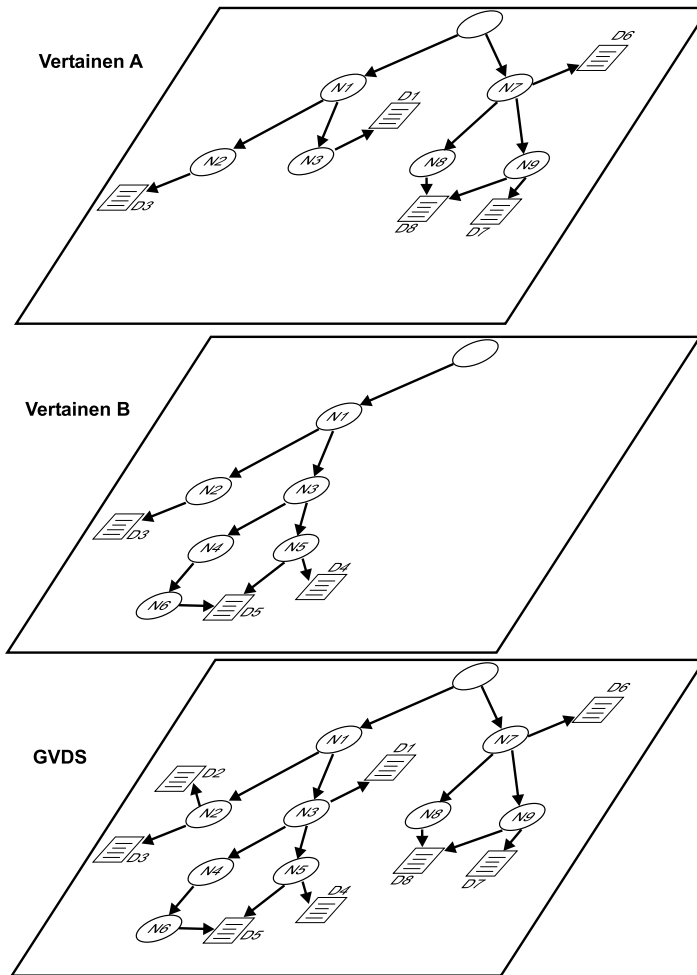 Vertainen A
D6
N1
N7
D1
N2
N3
N8
N9
D3
D8
D7
Vertainen B
N1
N2
N3
D3
N4
N5
D4
N6
D5
GVDS
D6
N1
N7
D1
D2
N2
N3
N8
N9
D3
N4
N5
D8
D7
D4
N6
D5